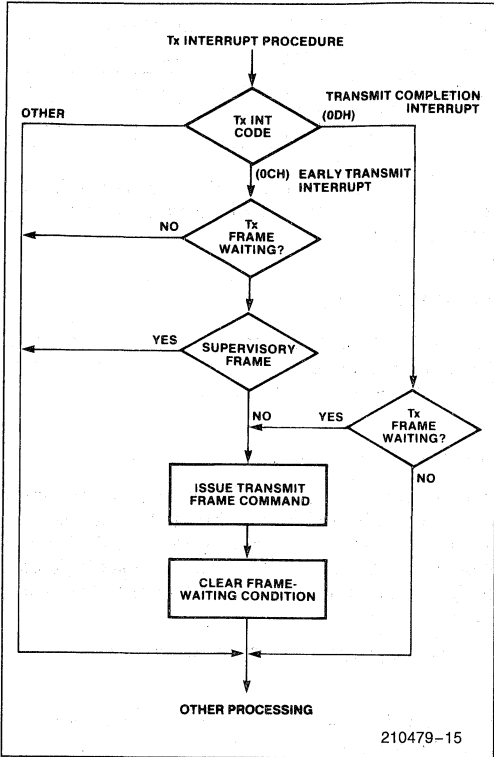 Tx INTERRUPT PROCEDURE
TRANSMIT COMPLETION
INTERRUPT
OTHER
Tx INT
CODE
(0DH)
(0CH) EARLY TRANSMIT
INTERRUPT
NO
Tx
FRAME
WAITING?
YES
SUPERVISORY
FRAME
NO
YES
Tx
FRAME
WAITING?
NO
ISSUE TRANSMIT
FRAME COMMAND
CLEAR FRAME-
WAITING CONDITION
OTHER PROCESSING
210479-15